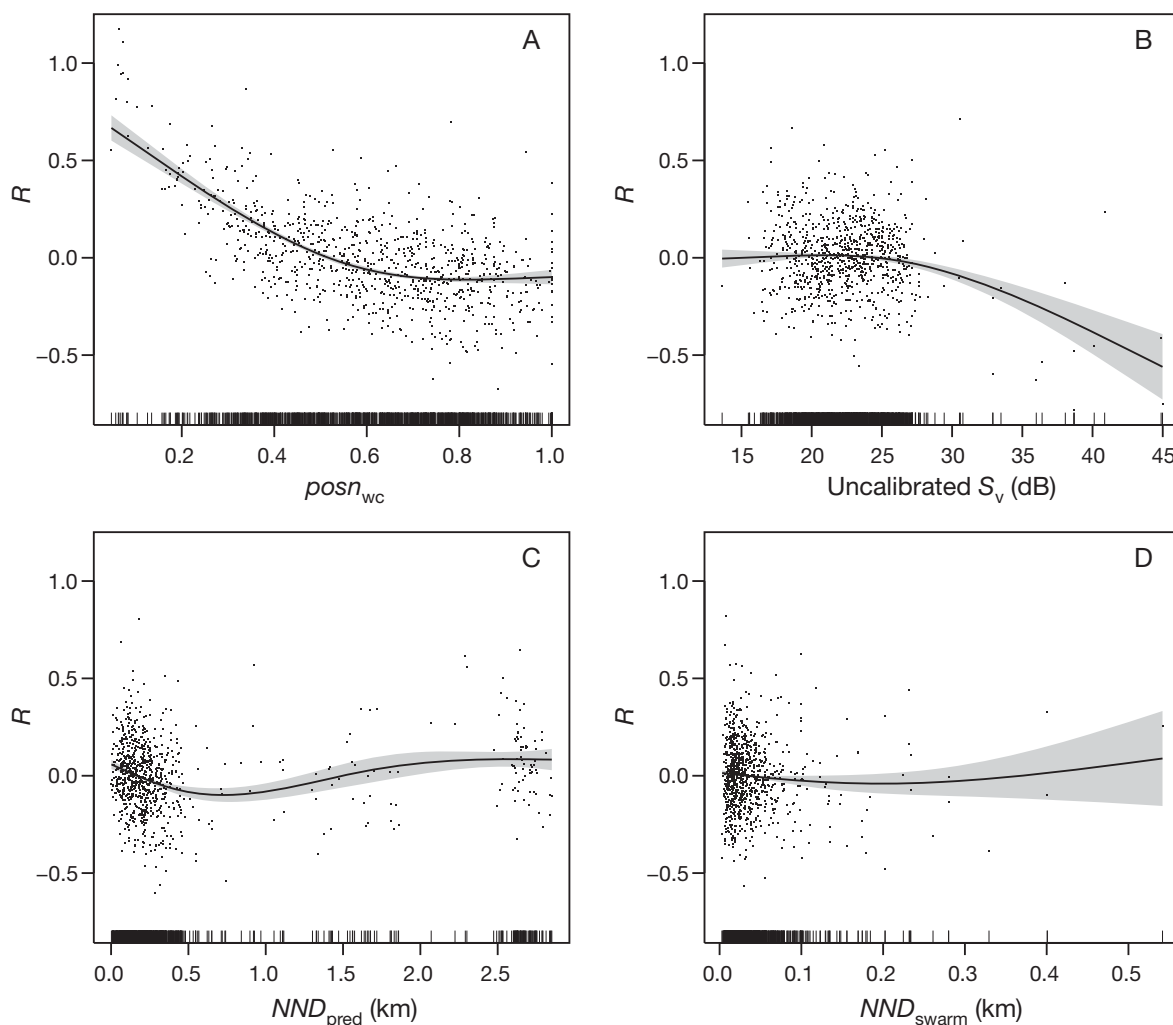 A
1.0
0.5
0.0
−0.5
R
0.2 0.4 0.6 0.8 1.0
posn_wc
B
1.0
0.5
0.0
−0.5
R
15 20 25 30 35 40 45
Uncalibrated S_v (dB)
C
1.0
0.5
0.0
−0.5
R
0.0 0.5 1.0 1.5 2.0 2.5
NND_pred (km)
D
1.0
0.5
0.0
−0.5
R
0.0 0.1 0.2 0.3 0.4 0.5
NND_swarm (km)